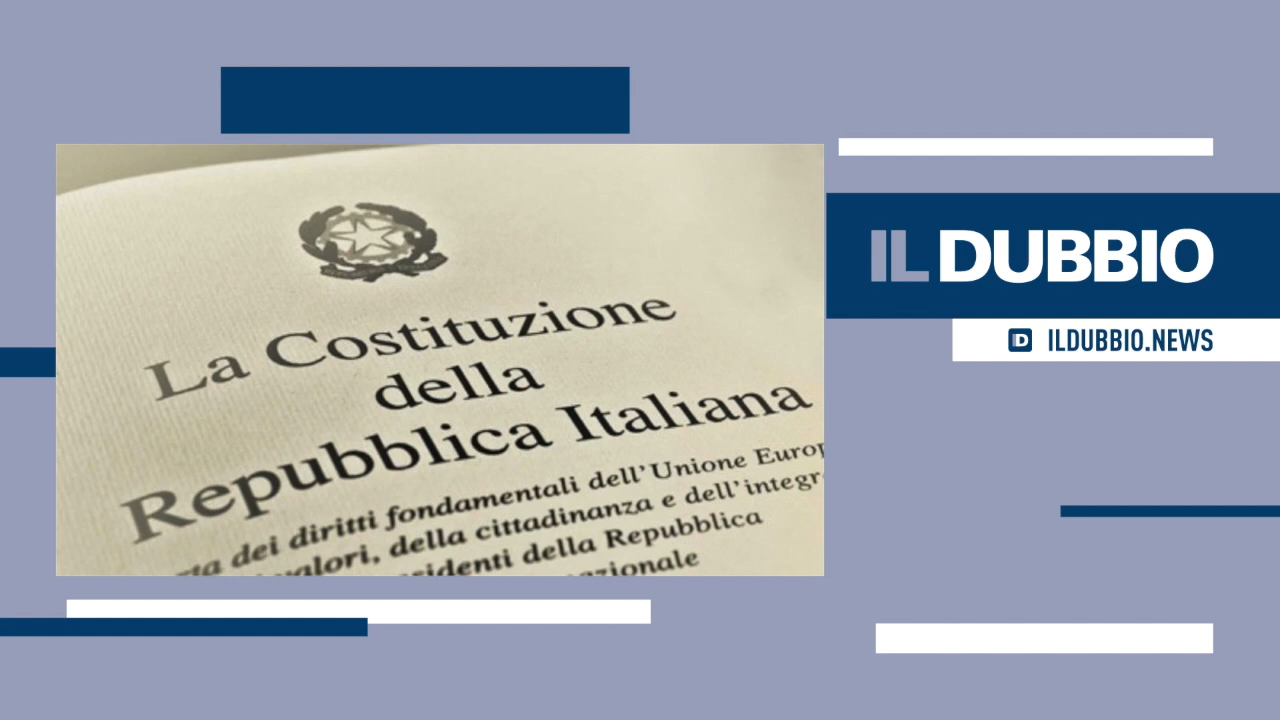 La Costituzione
della
Repubblica Italiana
dei diritti fondamentali dell'Unione
valori, della cittadinanza e dell'integr
della Repubblica
IL DUBBIO
ILDUBBIO.NEWS